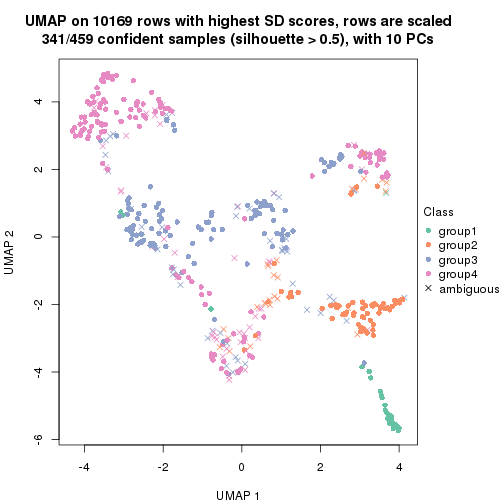 UMAP on 10169 rows with highest SD scores, rows are scaled
341/459 confident samples (silhouette > 0.5), with 10 PCs
UMAP 2
4
2
0
-2
-4
-6
-4
-2
0
2
4
UMAP 1
Class
group1
group2
group3
group4
ambiguous